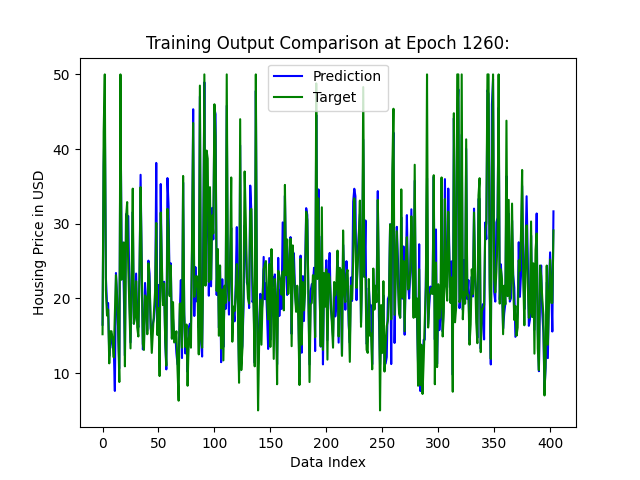 Training Output Comparison at Epoch 1260:
Prediction
Target
Housing Price in USD
50
40
30
20
10
0
50
100
150
200
250
300
350
400
Data Index